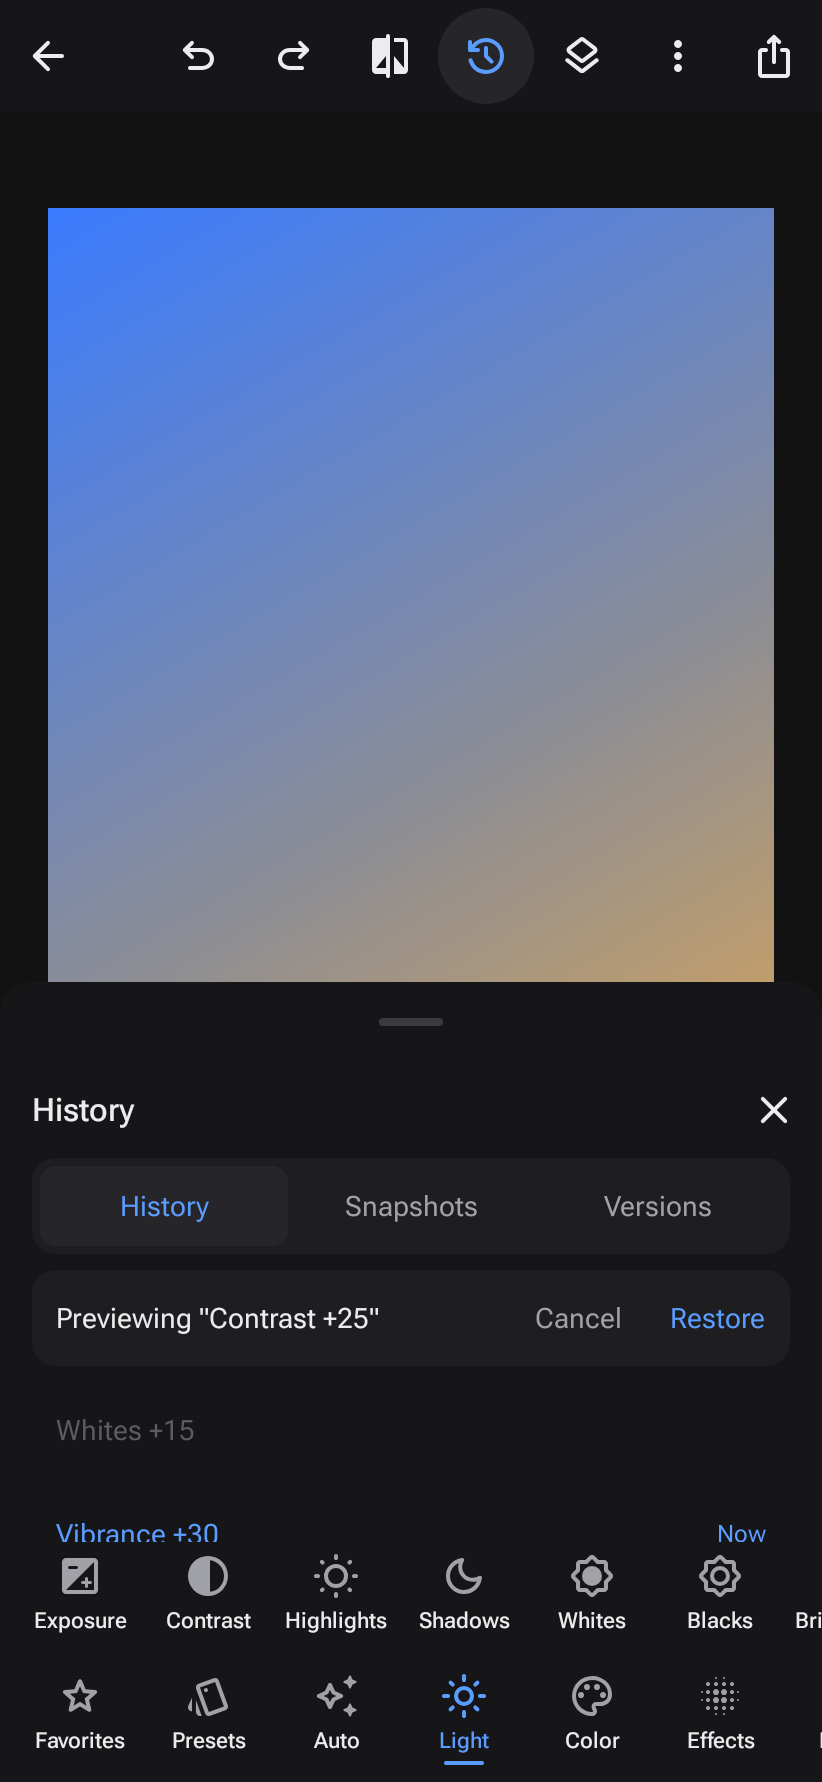 History
History Snapshots Versions
Previewing "Contrast +25" Cancel Restore
Whites +15
Vibrance +30 Now
Exposure Contrast Highlights Shadows Whites Blacks Bri
Favorites Presets Auto Light Color Effects